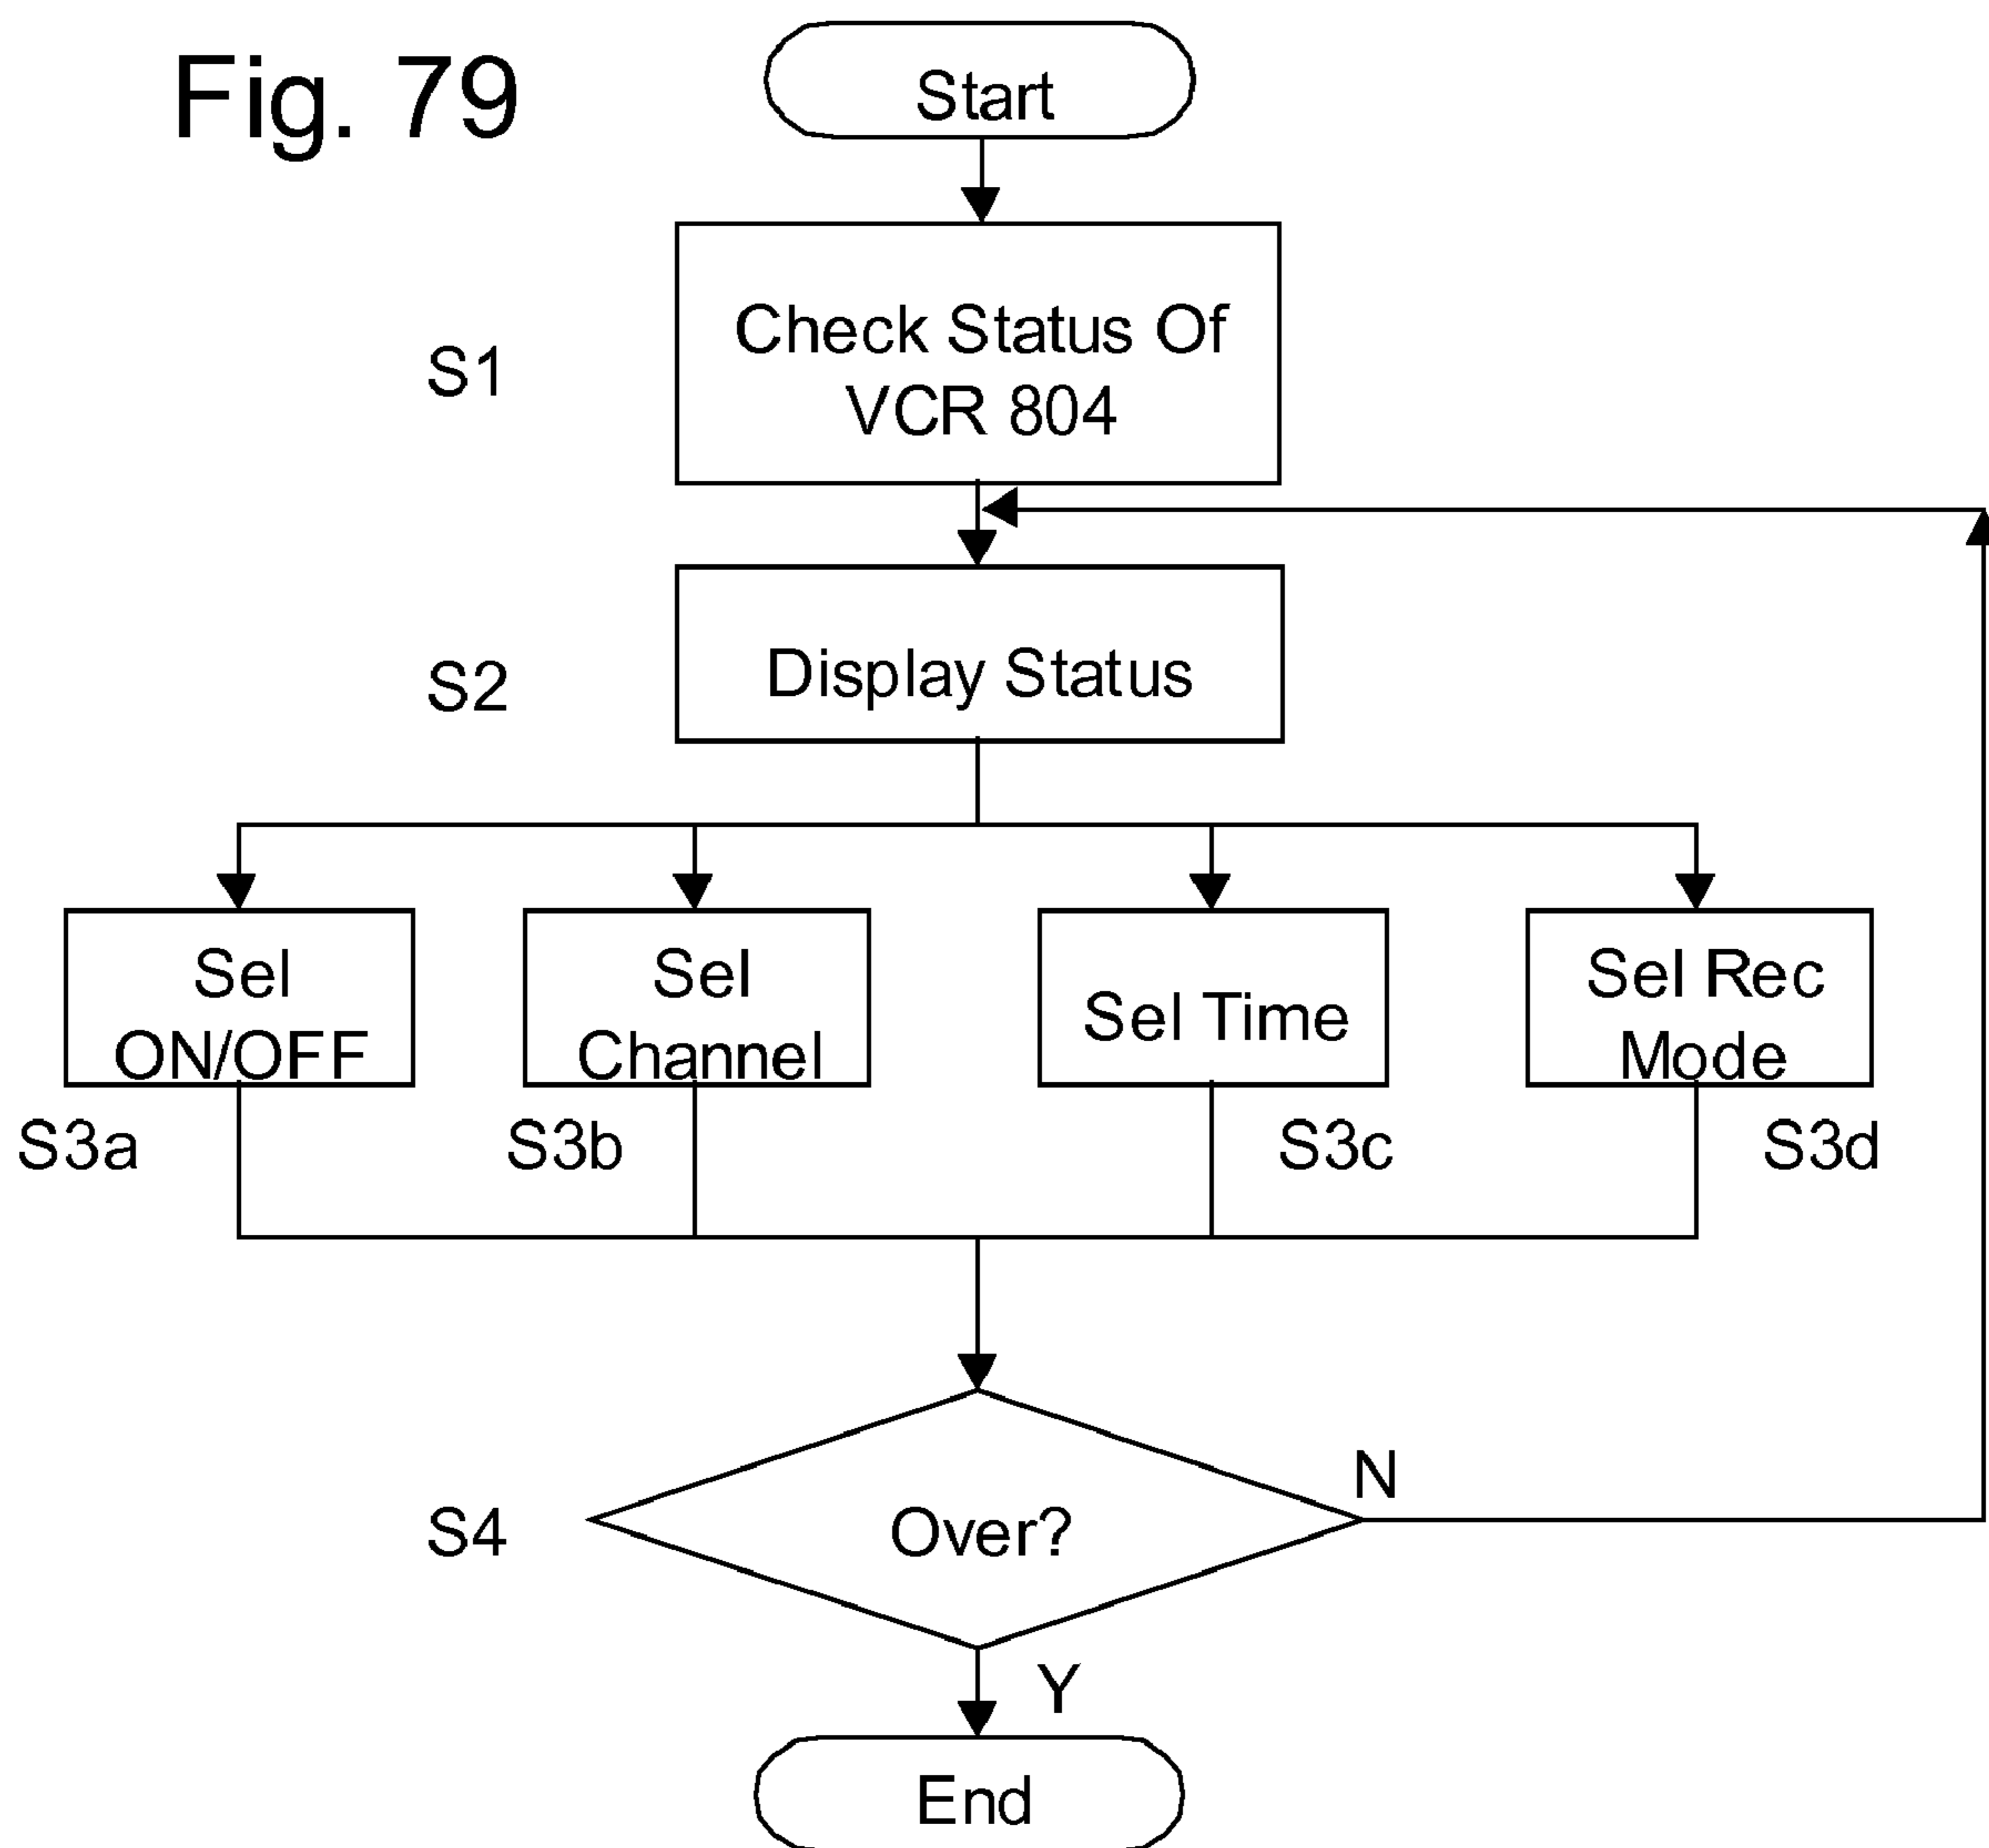 Fig. 79
Start
S1
Check Status Of
VCR 804
S2
Display Status
Sel
ON/OFF
Sel
Channel
Sel Time
Sel Rec
Mode
S3a
S3b
S3c
S3d
S4
Over?
N
Y
End